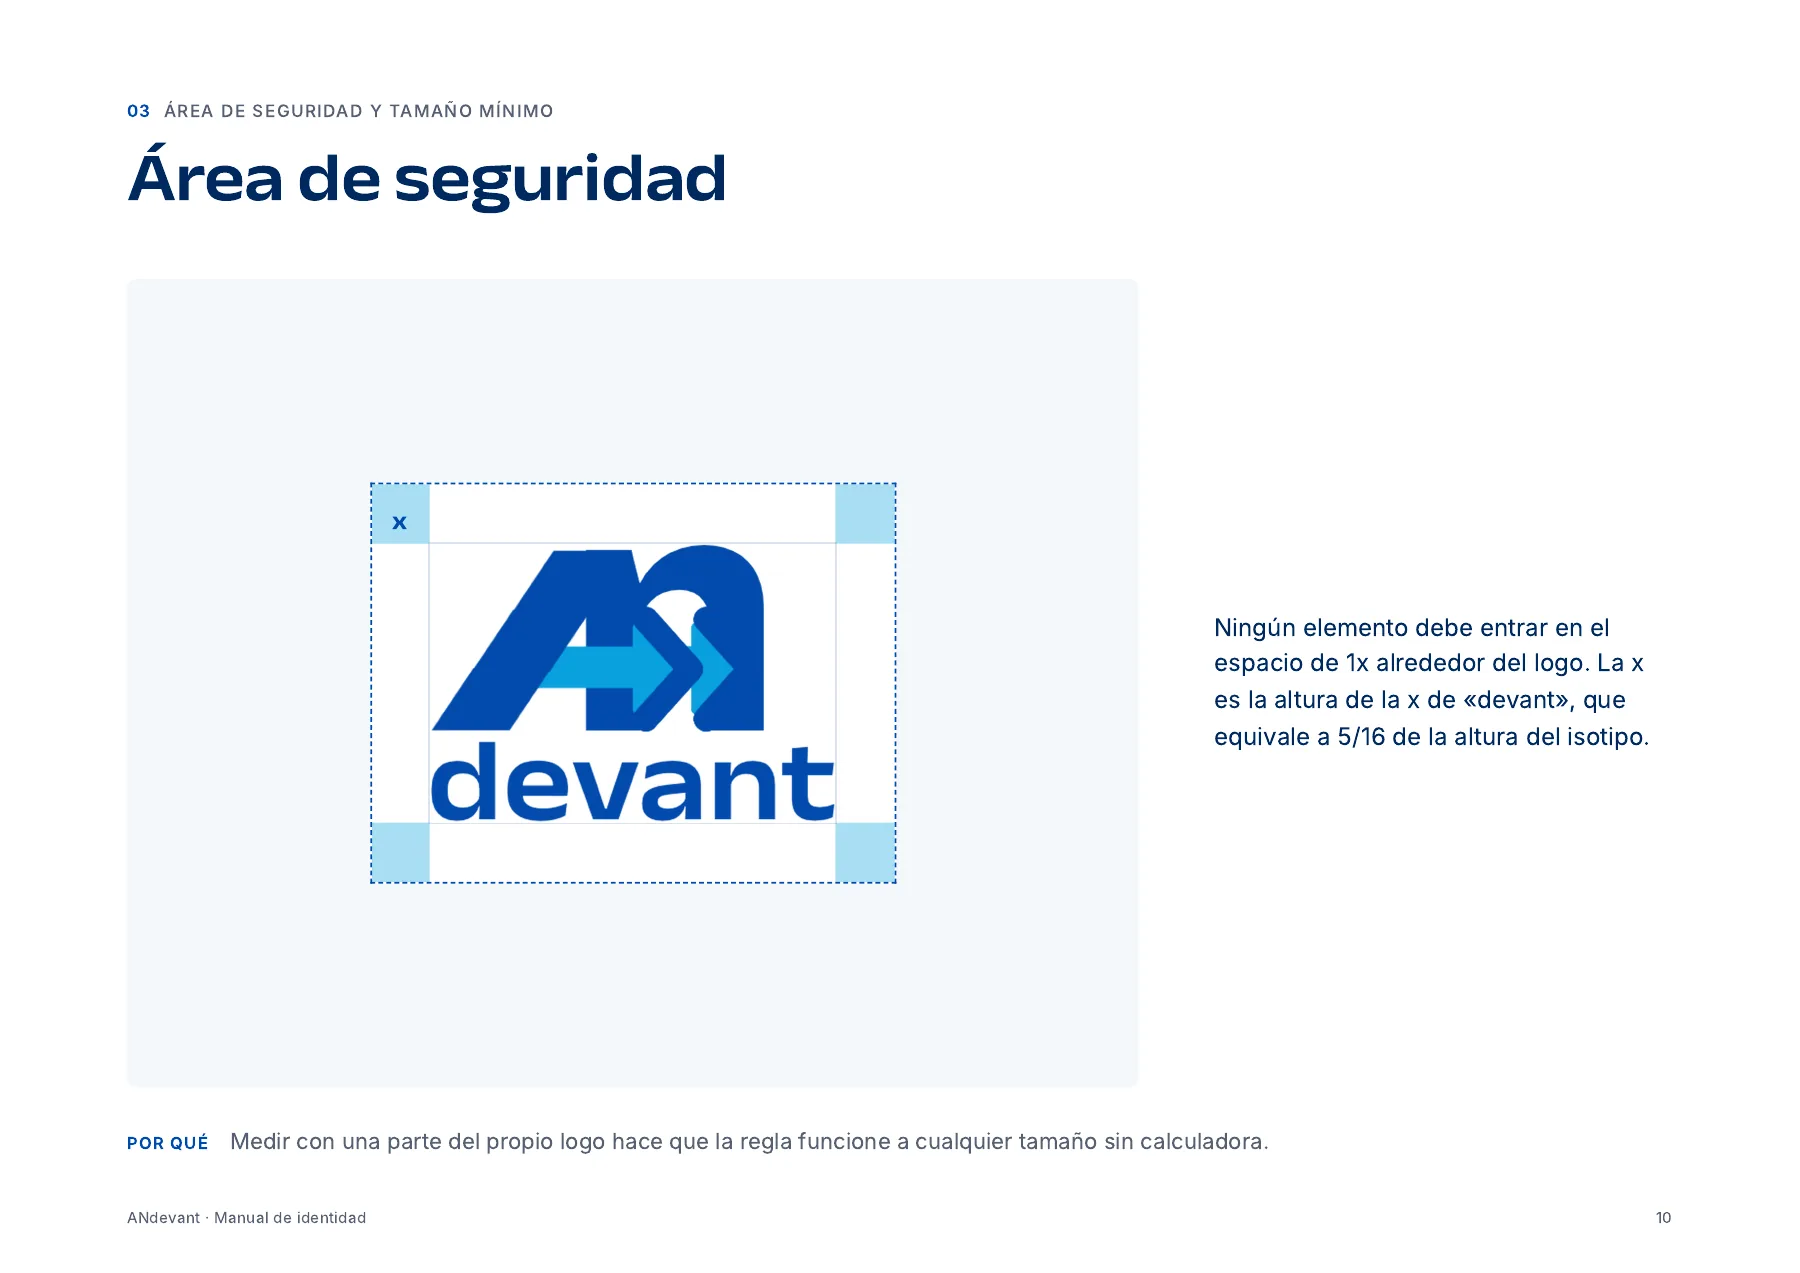 03 ÁREA DE SEGURIDAD Y TAMAÑO MÍNIMO
Área de seguridad
x
AN
devant
Ningún elemento debe entrar en el
espacio de 1x alrededor del logo. La x
es la altura de la x de «devant», que
equivale a 5/16 de la altura del isotipo.
POR QUÉ Medir con una parte del propio logo hace que la regla funcione a cualquier tamaño sin calculadora.
ANdevant · Manual de identidad
10